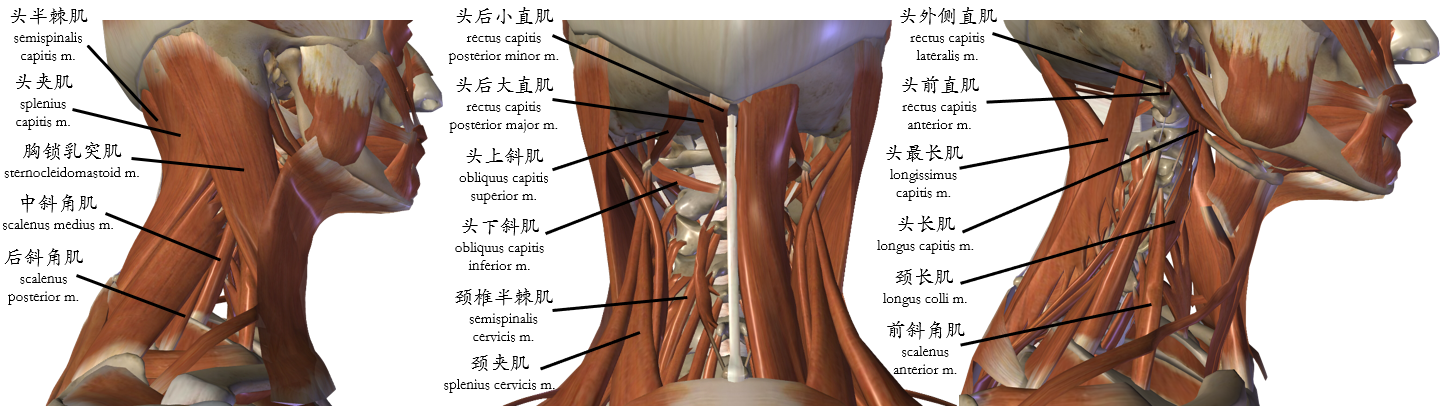 头半棘肌
semispinalis
capitis m.
头夹肌
splenius
capitis m.
胸锁乳突肌
sternocleidomastoid m.
中斜角肌
scalenus medius m.
后斜角肌
scalenus
posterior m.
头后小直肌
rectus capitis
posterior minor m.
头后大直肌
rectus capitis
posterior major m.
头上斜肌
obliquus capitis
superior m.
头下斜肌
obliquus capitis
inferior m.
颈椎半棘肌
semispinalis
cervicis m.
颈夹肌
splenius cervicis m.
头外侧直肌
rectus capitis
lateralis m.
头前直肌
rectus capitis
anterior m.
头最长肌
longissimus
capitis m.
头长肌
longus capitis m.
颈长肌
longus colli m.
前斜角肌
scalenus
anterior m.